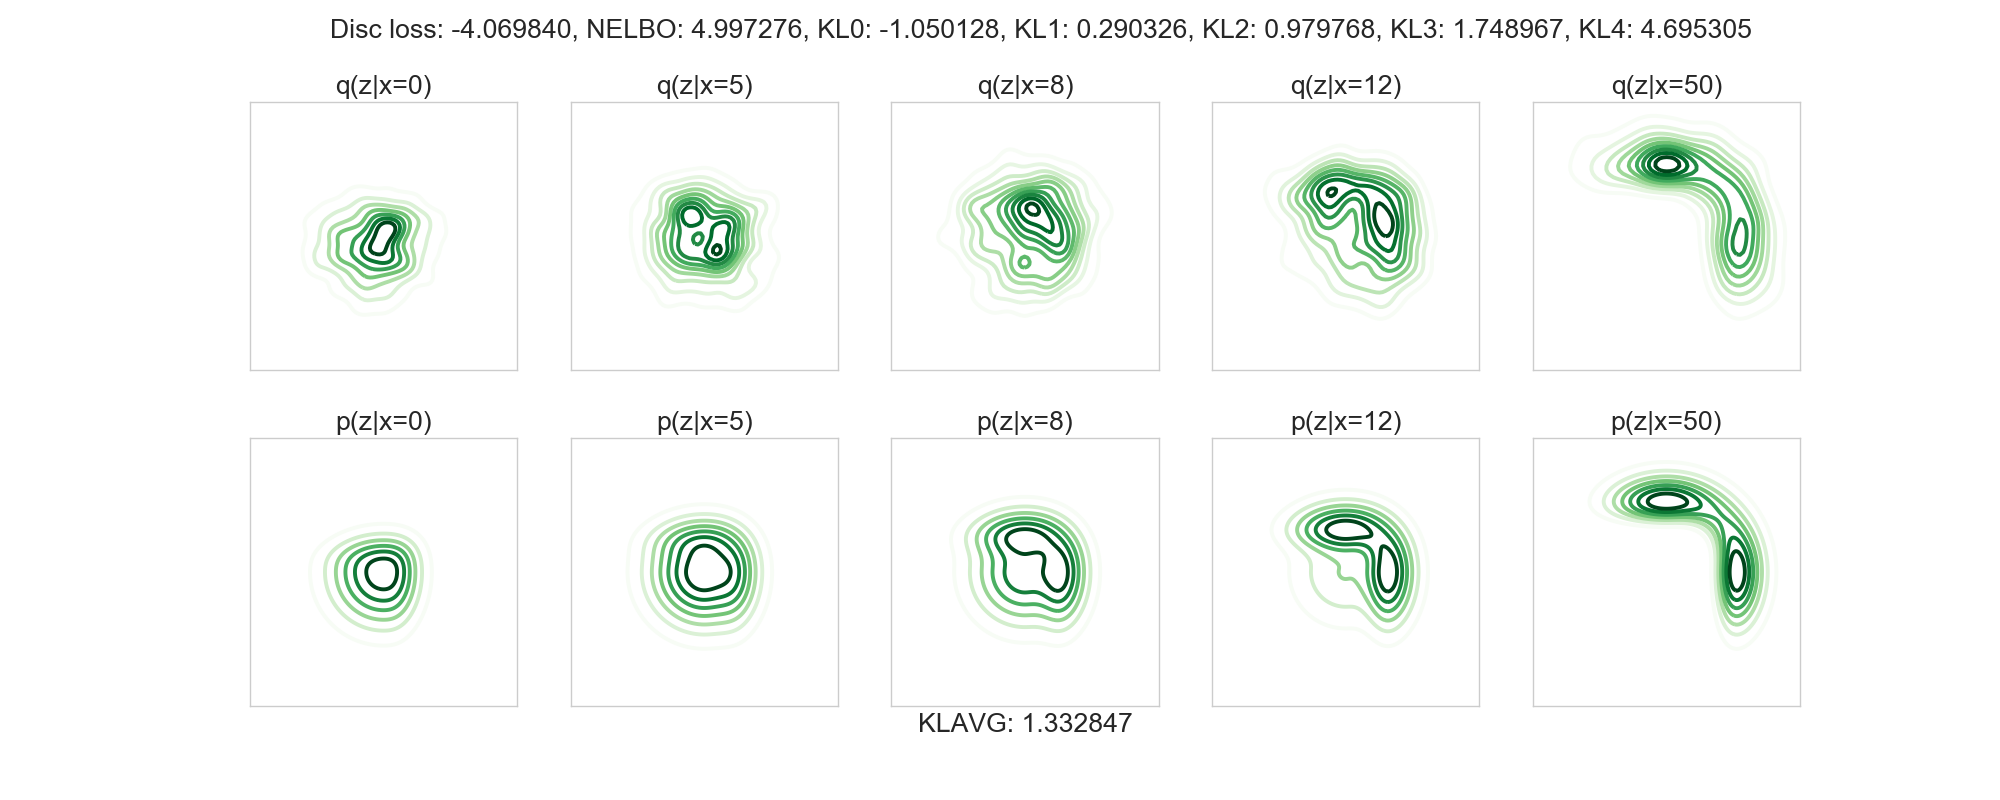 Disc loss: -4.069840, NELBO: 4.997276, KL0: -1.050128, KL1: 0.290326, KL2: 0.979768, KL3: 1.748967, KL4: 4.695305
q(z|x=0) q(z|x=5) q(z|x=8) q(z|x=12) q(z|x=50)
p(z|x=0) p(z|x=5) p(z|x=8) p(z|x=12) p(z|x=50)
KLAVG: 1.332847